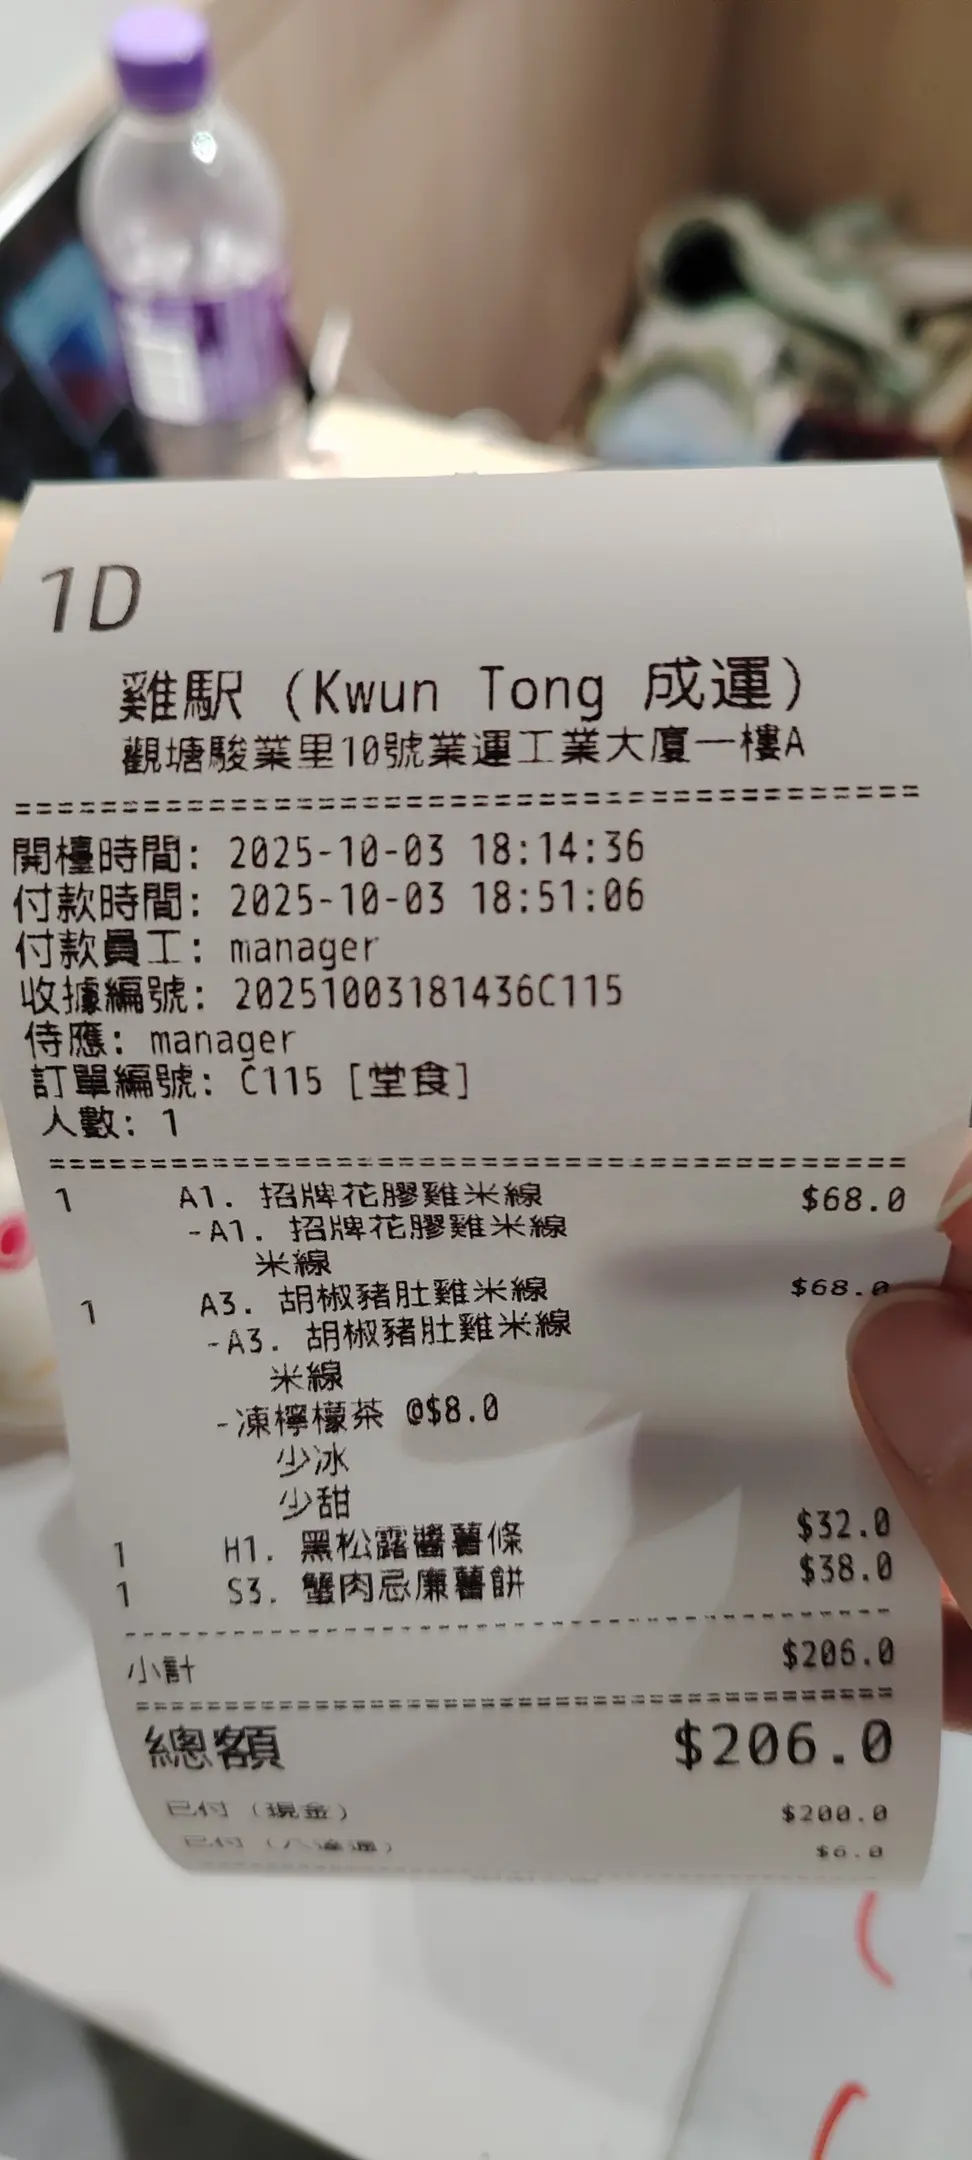 1D
雞駅 (Kwun Tong 成運)
觀塘駿業里10號業運工業大廈一樓A
開檯時間: 2025-10-03 18:14:36
付款時間: 2025-10-03 18:51:06
付款員工: manager
收據編號: 20251003181436C115
侍應: manager
訂單編號: C115 [堂食]
人數: 1
1 A1. 招牌花膠雞米線 $68.0
-A1. 招牌花膠雞米線
米線
1 A3. 胡椒豬肚雞米線 $68.0
-A3. 胡椒豬肚雞米線
米線
-凍檸檬茶 @$8.0
少冰
少甜
1 H1. 黑松露醬薯條 $32.0
1 S3. 蟹肉忌廉薯餅 $38.0
小計 $206.0
總額 $206.0
已付 (現金) $200.0
已付 (八達通) $6.0